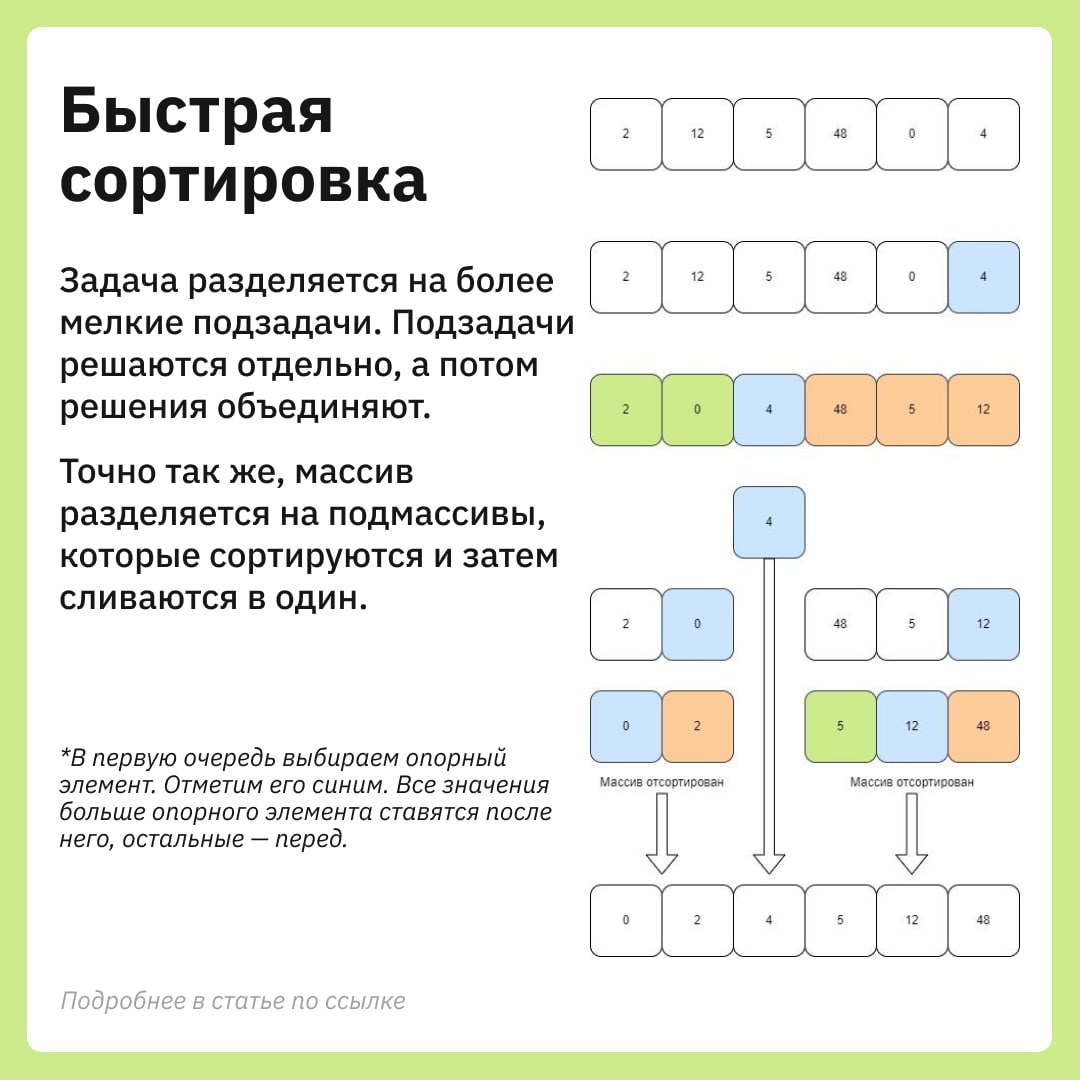 Быстрая
сортировка
Задача разделяется на более
мелкие подзадачи. Подзадачи
решаются отдельно, а потом
решения объединяют.
Точно так же, массив
разделяется на подмассивы,
которые сортируются и затем
сливаются в один.
*В первую очередь выбираем опорный
элемент. Отметим его синим. Все значения
больше опорного элемента ставятся после
него, остальные — перед.
Подробнее в статье по ссылке
2 12 5 48 0 4
2 12 5 48 0 4
2 0 4 48 5 12
4
2 0 48 5 12
0 2 5 12 48
Массив отсортирован Массив отсортирован
0 2 4 5 12 48